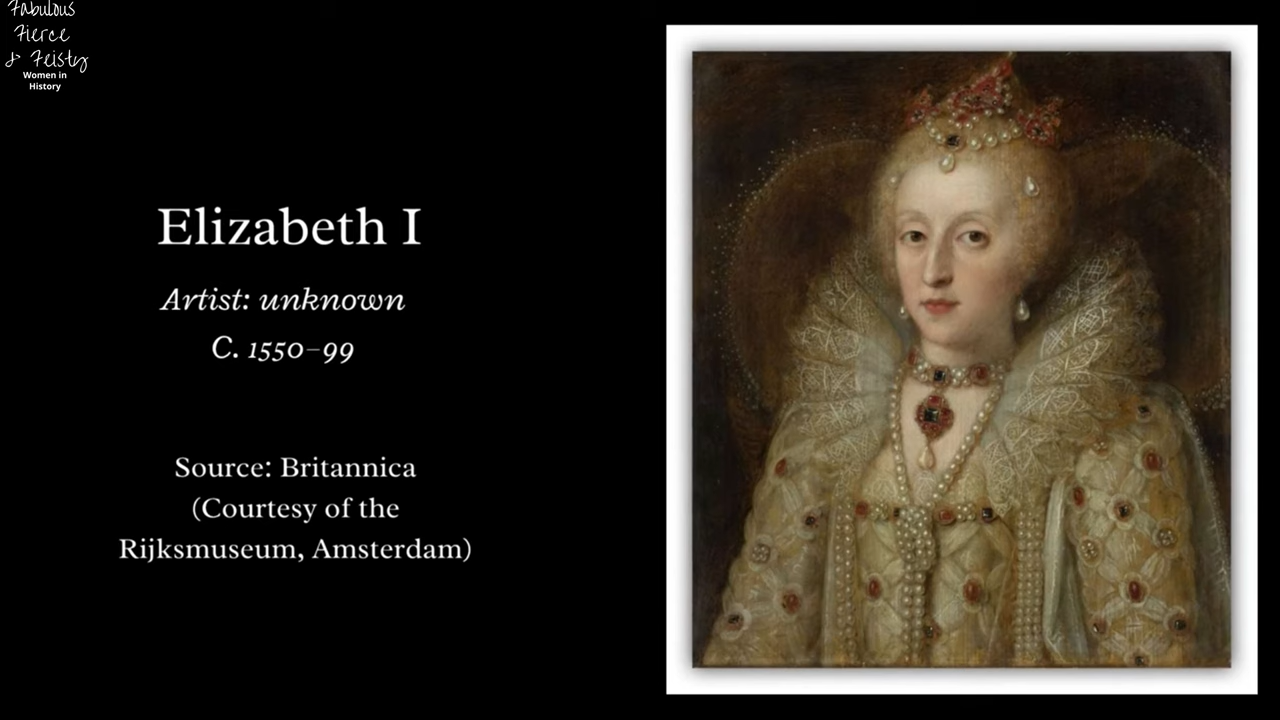 Fabulous
Fierce
& Feisty
Women in
History
Elizabeth I
Artist: unknown
C. 1550–99
Source: Britannica
(Courtesy of the
Rijksmuseum, Amsterdam)